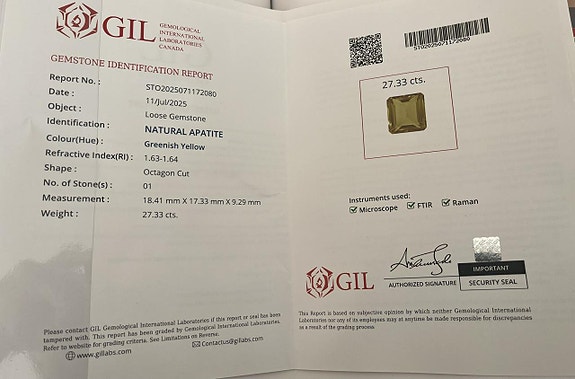 GIL
GEMOLOGICAL
INTERNATIONAL
LABORATORIES
CANADA
GEMSTONE IDENTIFICATION REPORT
Report No. : STO2025071172080
Date : 11/Jul/2025
Object : Loose Gemstone
Identification : NATURAL APATITE
Colour(Hue) : Greenish Yellow
Refractive Index(RI) : 1.63-1.64
Shape : Octagon Cut
No. of Stone(s) : 01
Measurement : 18.41 mm X 17.33 mm X 9.29 mm
Weight : 27.33 cts.
Please contact GIL Gemological International Laboratories if this report or seal has been
tampered with. This report has been graded by Gemological International Laboratories.
Refer to website for grading criteria. See Limitations on Reverse.
www.gillabs.com Contactus@gillabs.com
STO2025071172080
27.33 cts.
Instruments used:
Microscope FTIR Raman
GIL
AUTHORIZED SIGNATURE
IMPORTANT
SECURITY SEAL
This Report is based on subjective opinion by which neither Gemological International
Laboratories nor any of its employees may at anytime be made responsible for discrepancies
as a result of the grading process.